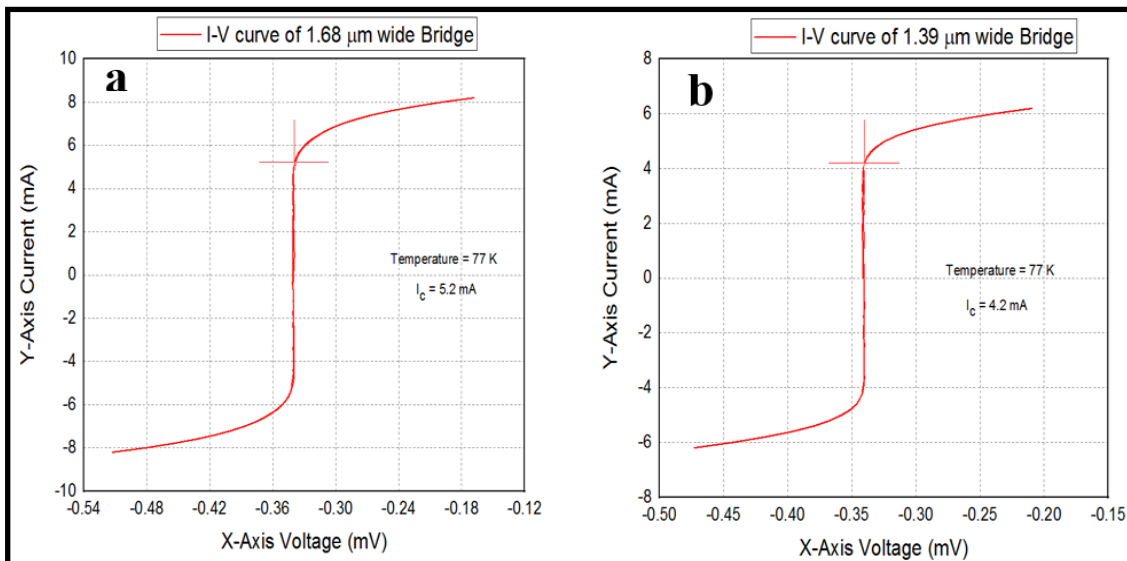 I-V curve of 1.68 μm wide Bridge
a
10
8
6
4
2
0
-2
-4
-6
-8
-10
Y-Axis Current (mA)
Temperature = 77 K
I_c = 5.2 mA
-0.54 -0.48 -0.42 -0.36 -0.30 -0.24 -0.18 -0.12
X-Axis Voltage (mV)
I-V curve of 1.39 μm wide Bridge
b
8
6
4
2
0
-2
-4
-6
-8
Y-Axis Current (mA)
Temperature = 77 K
I_c = 4.2 mA
-0.50 -0.45 -0.40 -0.35 -0.30 -0.25 -0.20 -0.15
X-Axis Voltage (mV)